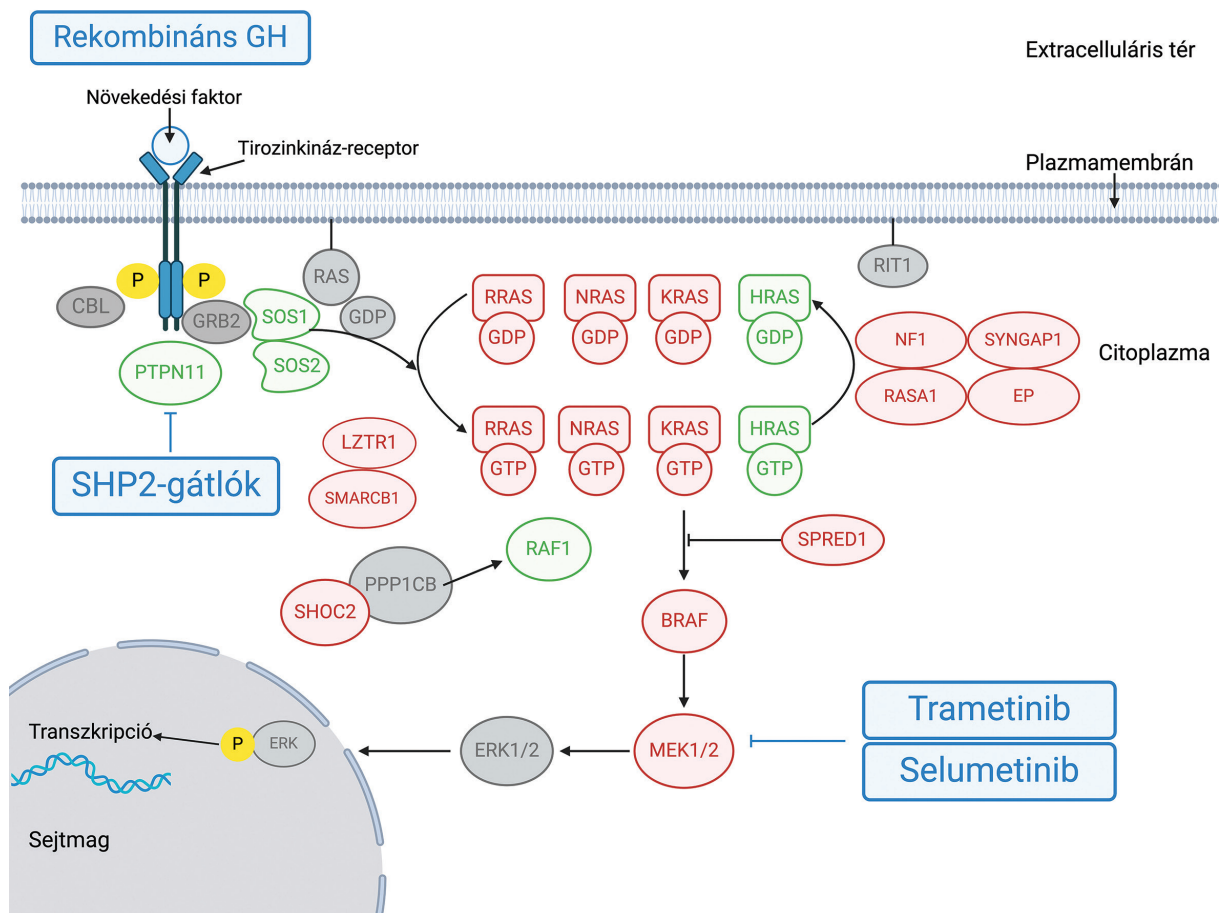 Rekombináns GH
Extracelluláris tér
Növekedési faktor
Tirozinkináz-receptor
Plazmamembrán
P
P
CBL
GRB2
SOS1
SOS2
PTPN11
RAS
GDP
RIT1
RRAS
NRAS
KRAS
HRAS
GDP
GDP
GDP
GDP
NF1
SYNGAP1
RASA1
EP
Citoplazma
RRAS
NRAS
KRAS
HRAS
GTP
GTP
GTP
GTP
LZTR1
SMARCB1
SHP2-gátlók
SPRED1
RAF1
PPP1CB
SHOC2
BRAF
Trametinib
Selumetinib
MEK1/2
ERK1/2
Transzkripció
P
ERK
Sejtmag